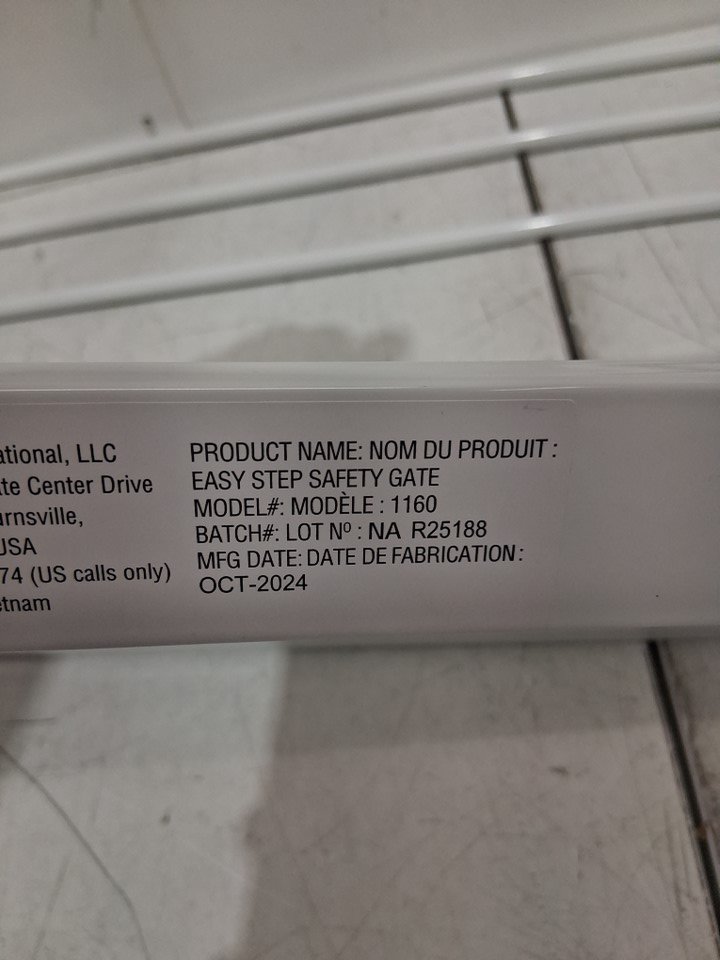 ational, LLC
te Center Drive
rnsville,
USA
74 (US calls only)
etnam
PRODUCT NAME: NOM DU PRODUIT :
EASY STEP SAFETY GATE
MODEL#: MODÈLE : 1160
BATCH#: LOT Nº : NA R25188
MFG DATE: DATE DE FABRICATION :
OCT-2024